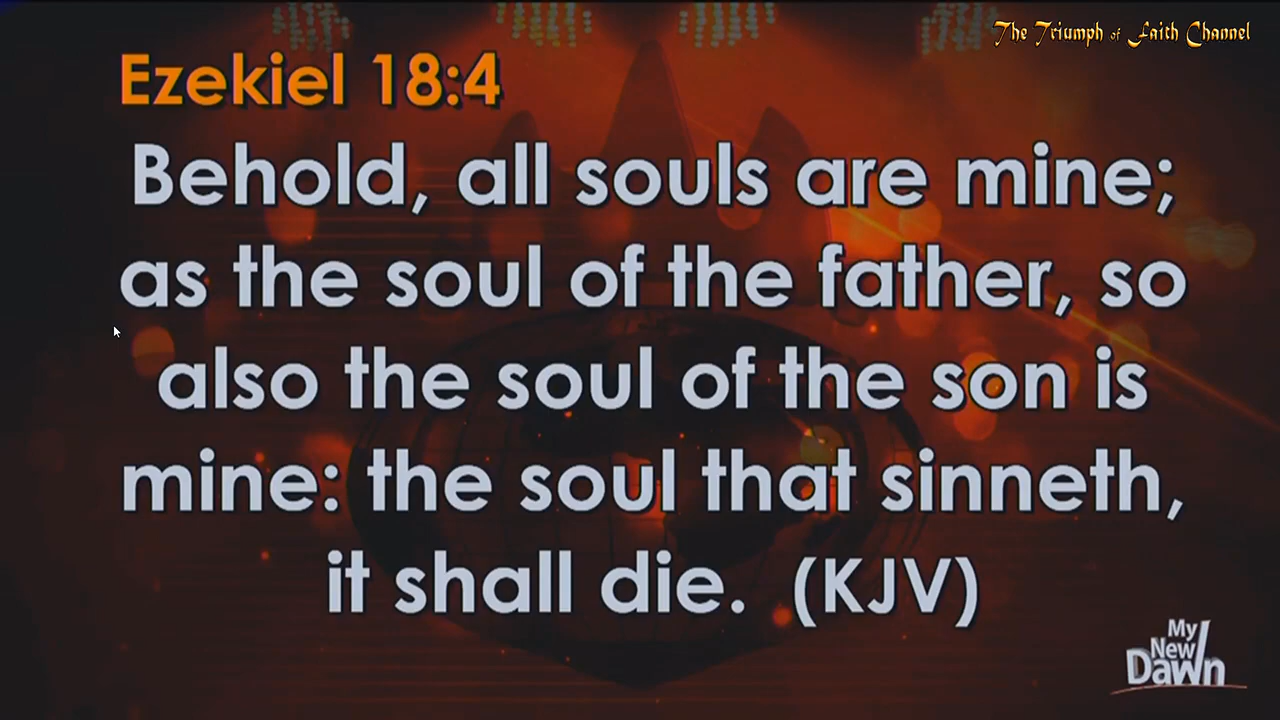 The Triumph of Faith Channel
Ezekiel 18:4
Behold, all souls are mine;
as the soul of the father, so
also the soul of the son is
mine: the soul that sinneth,
it shall die. (KJV)
My
New
Dawn